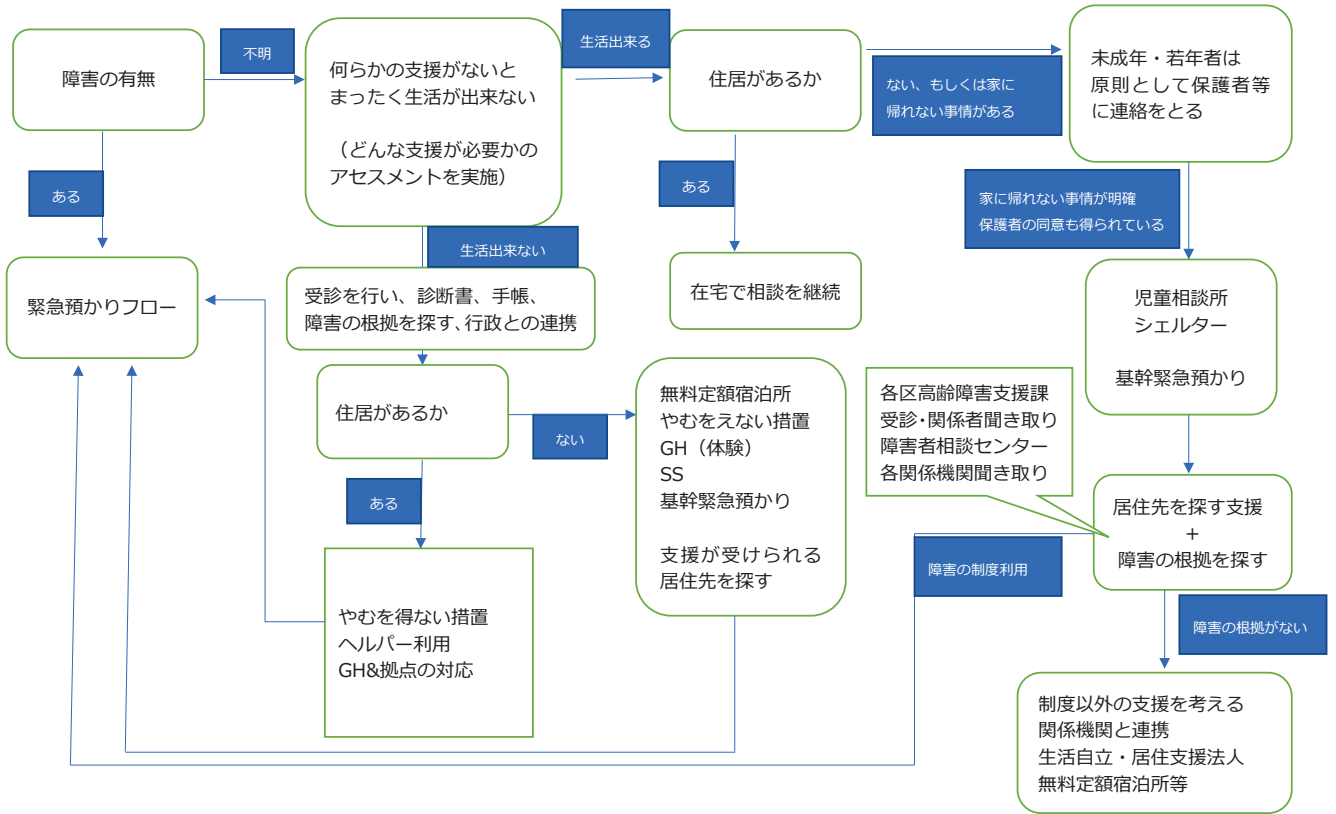 障害の有無
不明
何らかの支援がないと
まったく生活が出来ない
（どんな支援が必要かの
アセスメントを実施）
生活出来る
住居があるか
ない、もしくは家に
帰れない事情がある
未成年・若年者は
原則として保護者等
に連絡をとる
ある
ある
家に帰れない事情が明確
保護者の同意も得られている
生活出来ない
緊急預かりフロー
受診を行い、診断書、手帳、
障害の根拠を探す、行政との連携
在宅で相談を継続
児童相談所
シェルター
基幹緊急預かり
住居があるか
ない
無料定額宿泊所
やむをえない措置
GH（体験）
SS
基幹緊急預かり
支援が受けられる
居住先を探す
各区高齢障害支援課
受診・関係者聞き取り
障害者相談センター
各関係機関聞き取り
居住先を探す支援
+
障害の根拠を探す
ある
障害の制度利用
やむを得ない措置
ヘルパー利用
GH&拠点の対応
障害の根拠がない
制度以外の支援を考える
関係機関と連携
生活自立・居住支援法人
無料定額宿泊所等